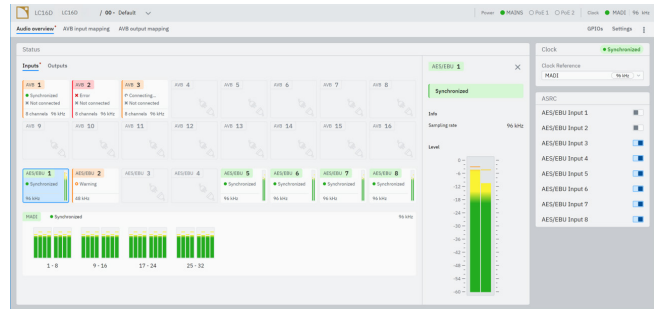 LC16D LC16D / 00 - Default Power MAINS PoE 1 PoE 2 Clock MADI 96 kHz
Audio overview AVB input mapping AVB output mapping GPIOs Settings
Status
Inputs Outputs
AVB 1 AVB 2 AVB 3 AVB 4 AVB 5 AVB 6 AVB 7 AVB 8
Synchronized Error Connecting...
Not connected Not connected Not connected
8 channels 96 kHz 8 channels 96 kHz 8 channels 96 kHz
AVB 9 AVB 10 AVB 11 AVB 12 AVB 13 AVB 14 AVB 15 AVB 16
AES/EBU 1 AES/EBU 2 AES/EBU 3 AES/EBU 4 AES/EBU 5 AES/EBU 6 AES/EBU 7 AES/EBU 8
Synchronized Warning Synchronized Synchronized Synchronized Synchronized
96 kHz 48 kHz 96 kHz 96 kHz 96 kHz 96 kHz
MADI Synchronized 96 kHz
1 - 8 9 - 16 17 - 24 25 - 32
AES/EBU 1
Synchronized
Info
Sampling rate 96 kHz
Level
0
-6
-12
-18
-24
-30
-36
-42
-48
-54
-60
Clock Synchronized
Clock Reference
MADI 96 kHz
ASRC
AES/EBU Input 1
AES/EBU Input 2
AES/EBU Input 3
AES/EBU Input 4
AES/EBU Input 5
AES/EBU Input 6
AES/EBU Input 7
AES/EBU Input 8